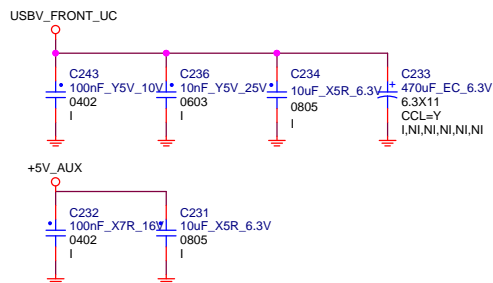 USBV_FRONT_UC
C243
100nF_Y5V_10V
0402
I
C236
10nF_Y5V_25V
0603
I
C234
10uF_X5R_6.3V
0805
I
+
C233
470uF_EC_6.3V
6.3X11
CCL=Y
I,NI,NI,NI,NI,NI
+5V_AUX
C232
100nF_X7R_16V
0402
I
C231
10uF_X5R_6.3V
0805
I